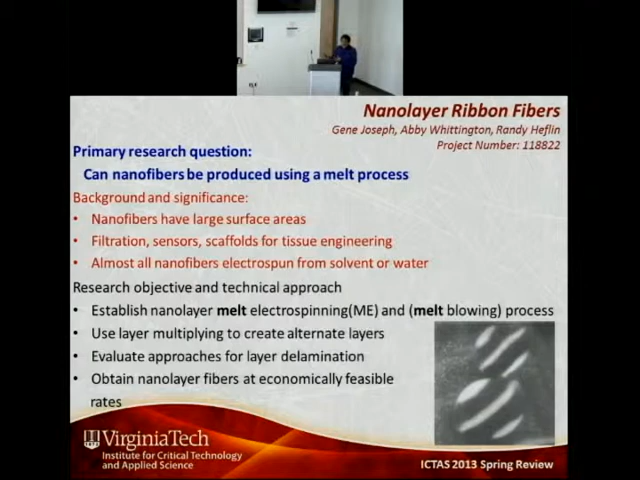 Nanolayer Ribbon Fibers
Gene Joseph, Abby Whittington, Randy Heflin
Project Number: 118822
Primary research question:
Can nanofibers be produced using a melt process
Background and significance:
• Nanofibers have large surface areas
• Filtration, sensors, scaffolds for tissue engineering
• Almost all nanofibers electrospun from solvent or water
Research objective and technical approach
• Establish nanolayer melt electrospinning(ME) and (melt blowing) process
• Use layer multiplying to create alternate layers
• Evaluate approaches for layer delamination
• Obtain nanolayer fibers at economically feasible
rates
VirginiaTech
Institute for Critical Technology
and Applied Science
ICTAS 2013 Spring Review